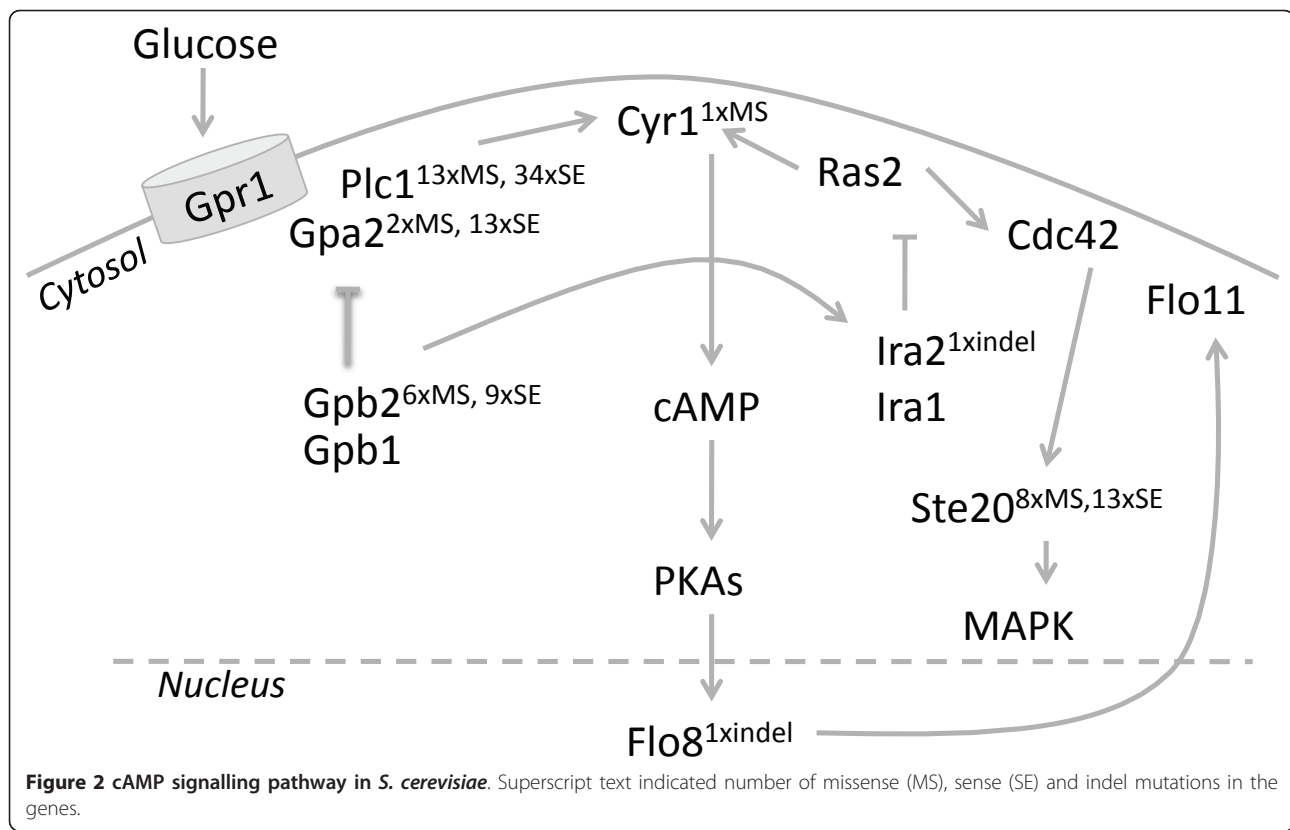 Glucose
Gpr1
Cytosol
Plc1 13xMS, 34xSE
Gpa2 2xMS, 13xSE
Cyr1 1xMS
Ras2
Cdc42
Flo11
Gpb2 6xMS, 9xSE
Gpb1
Ira2 1xindel
Ira1
cAMP
Ste20 8xMS,13xSE
PKAs
MAPK
Nucleus
Flo8 1xindel
Figure 2 cAMP signalling pathway in S. cerevisiae. Superscript text indicated number of missense (MS), sense (SE) and indel mutations in the
genes.